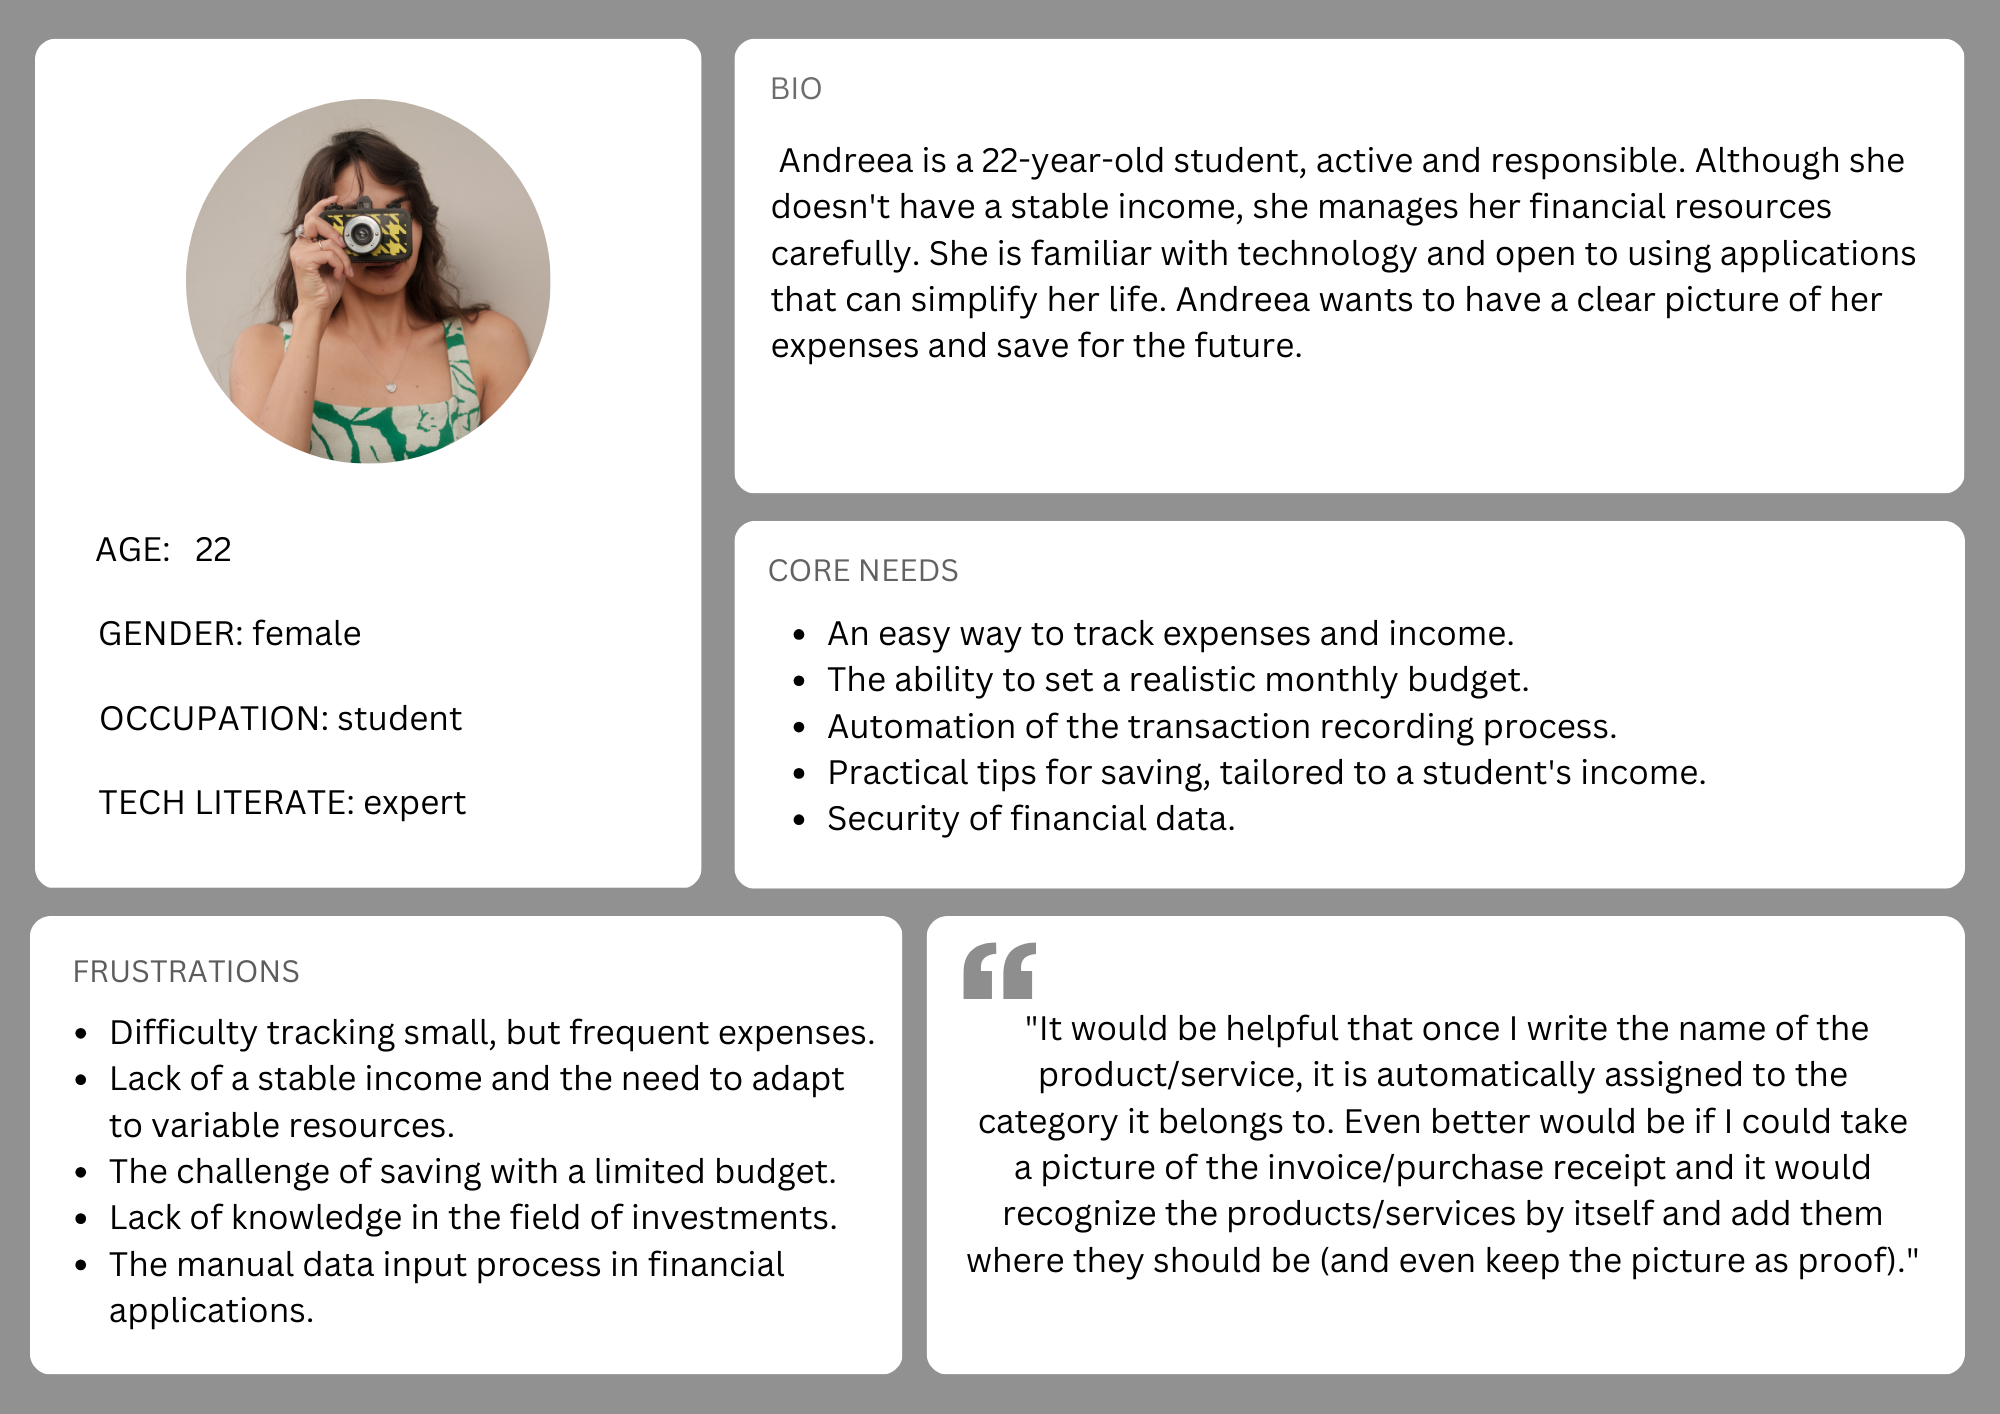 AGE: 22
GENDER: female
OCCUPATION: student
TECH LITERATE: expert
BIO
Andreea is a 22-year-old student, active and responsible. Although she
doesn't have a stable income, she manages her financial resources
carefully. She is familiar with technology and open to using applications
that can simplify her life. Andreea wants to have a clear picture of her
expenses and save for the future.
CORE NEEDS
• An easy way to track expenses and income.
• The ability to set a realistic monthly budget.
• Automation of the transaction recording process.
• Practical tips for saving, tailored to a student's income.
• Security of financial data.
FRUSTRATIONS
• Difficulty tracking small, but frequent expenses.
• Lack of a stable income and the need to adapt
to variable resources.
• The challenge of saving with a limited budget.
• Lack of knowledge in the field of investments.
• The manual data input process in financial
applications.
“
"It would be helpful that once I write the name of the
product/service, it is automatically assigned to the
category it belongs to. Even better would be if I could take
a picture of the invoice/purchase receipt and it would
recognize the products/services by itself and add them
where they should be (and even keep the picture as proof)."